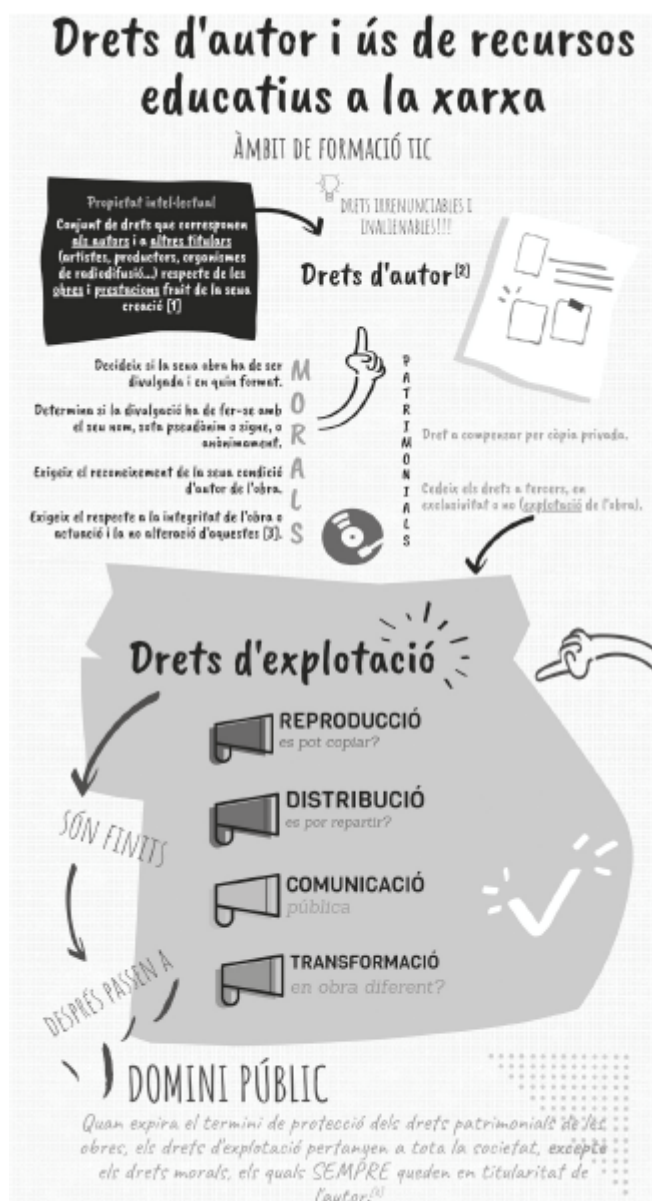 Drets d'autor i ús de recursos
educatius a la xarxa
ÀMBIT DE FORMACIÓ TIC
Propietat intel·lectual
Conjunt de drets que corresponen
als autors i a altres titulars
(artistes, productors, organismes
de radiodifusió...) respecte de les
obres i prestacions fruit de la seua
creació [1]
DRETS IRRENUNCIABLES I
INALIENABLES!!!
Drets d'autor[2]
MORALS
Decideix si la seua obra ha de ser
divulgada i en quin format.
Determina si la divulgació ha de fer-se amb
el seu nom, sota pseudònim o signe, o
anònimament.
Exigeix el reconeixement de la seua condició
d'autor de l'obra.
Exigeix el respecte a la integritat de l'obra o
actuació i la no alteració d'aquestes [3].
PATRIMONIALS
Dret a compensar per còpia privada.
Cedeix els drets a tercers, en
exclusivitat o no (explotació de l'obra).
Drets d'explotació
REPRODUCCIÓ
es pot copiar?
DISTRIBUCIÓ
es por repartir?
COMUNICACIÓ
pública
TRANSFORMACIÓ
en obra diferent?
SÓN FINITS
DESPRÉS PASSEN A
DOMINI PÚBLIC
Quan expira el termini de protecció dels drets patrimonials de les
obres, els drets d'explotació pertanyen a tota la societat, excepte
els drets morals, els quals SEMPRE queden en titularitat de
l'autor.